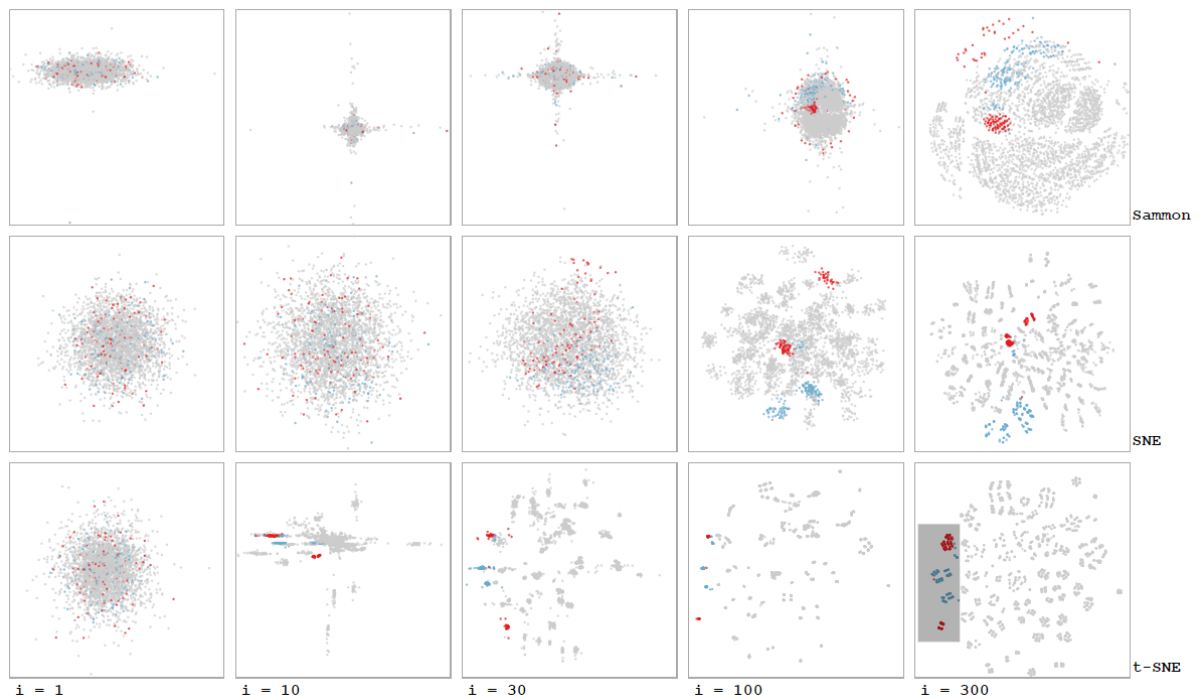 Sammon
SNE
t-SNE
i = 1
i = 10
i = 30
i = 100
i = 300